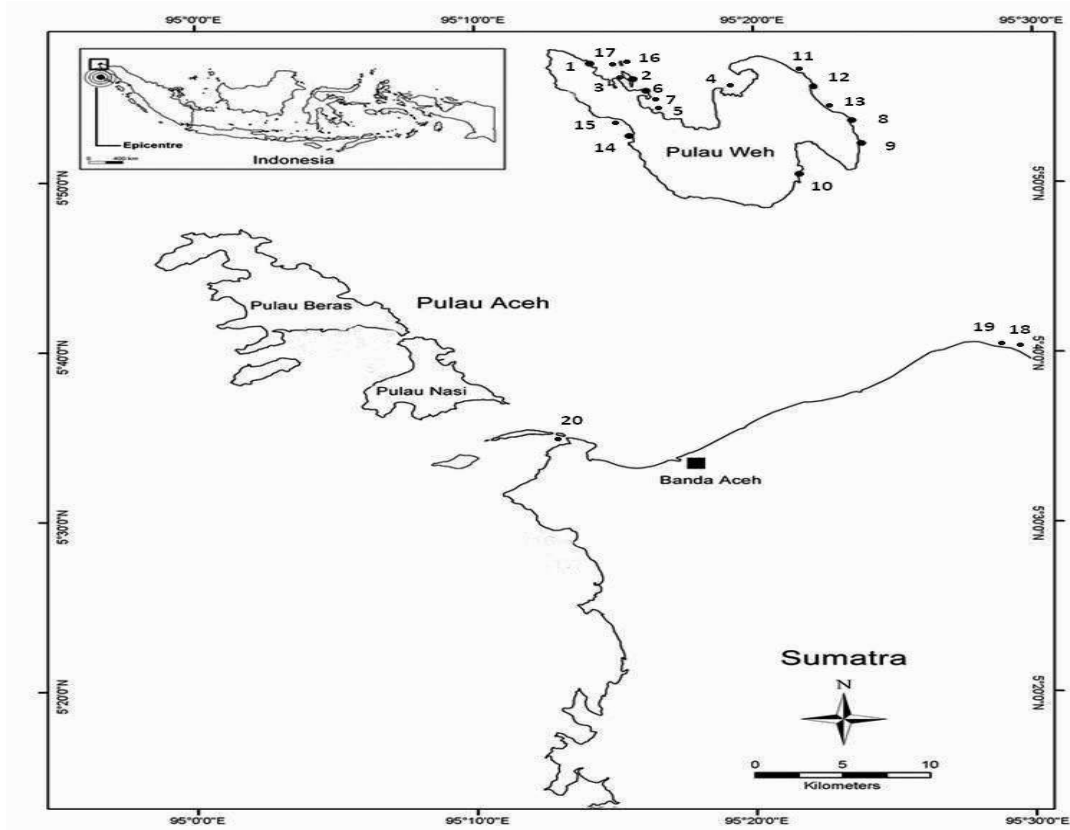 95°0'0"E
95°10'0"E
95°20'0"E
95°30'0"E
Epicentre
0 400 km
Indonesia
17
16
1
2
3
6
7
5
4
11
12
13
8
9
15
14
Pulau Weh
10
5°50'0"N
5°50'0"N
Pulau Beras
Pulau Aceh
19
18
5°40'0"N
5°40'0"N
Pulau Nasi
20
Banda Aceh
5°30'0"N
5°30'0"N
Sumatra
N
5°20'0"N
5°20'0"N
0
5
10
Kilometers
95°0'0"E
95°10'0"E
95°20'0"E
95°30'0"E